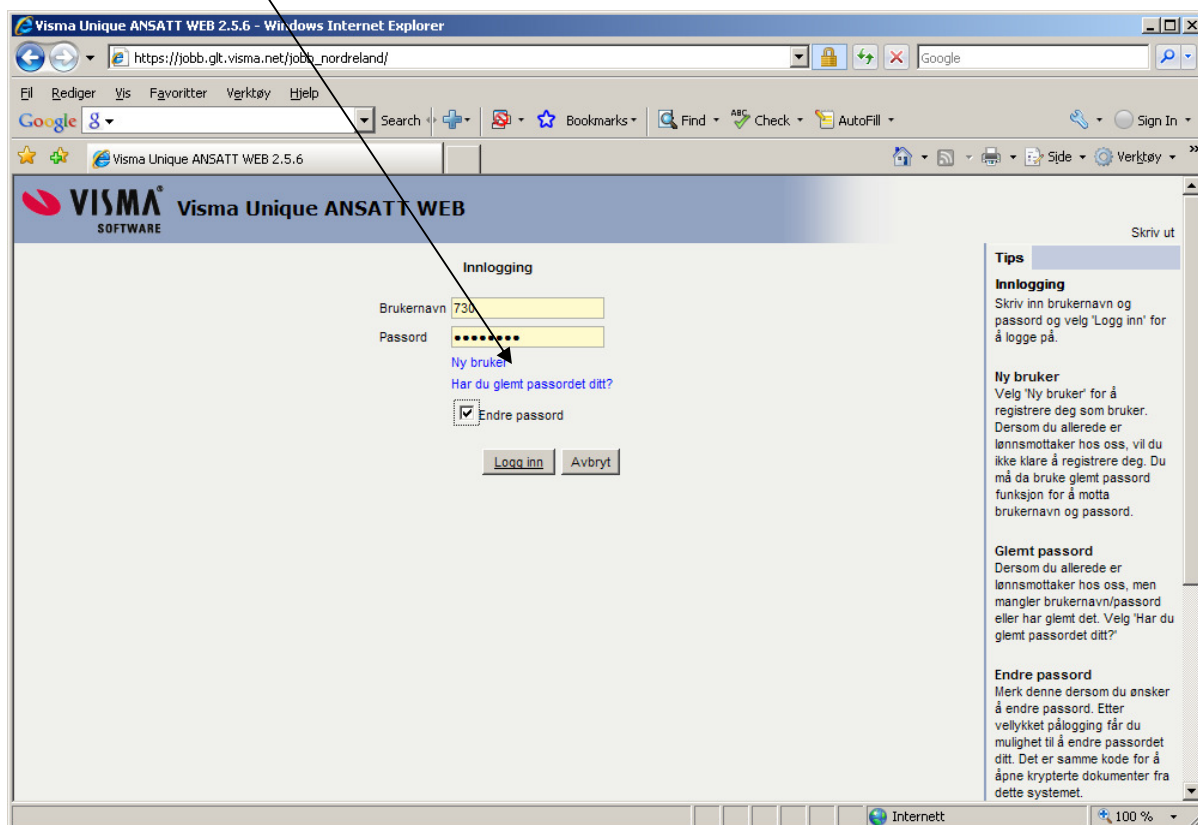 Visma Unique ANSATT WEB 2.5.6 - Windows Internet Explorer
https://jobb.glt.visma.net/jobb_nordreland/
Google
Fil Rediger Vis Favoritter Verktøy Hjelp
Google Search Bookmarks Find Check AutoFill Sign In
Visma Unique ANSATT WEB 2.5.6 Side Verktøy
VISMA® SOFTWARE Visma Unique ANSATT WEB
Skriv ut
Innlogging
Brukernavn 730
Passord ••••••••
Ny bruker
Har du glemt passordet ditt?
Endre passord
Logg inn Avbryt
Tips
Innlogging
Skriv inn brukernavn og
passord og velg 'Logg inn' for
å logge på.
Ny bruker
Velg 'Ny bruker' for å
registrere deg som bruker.
Dersom du allerede er
lønnsmottaker hos oss, vil du
ikke klare å registrere deg. Du
må da bruke glemt passord
funksjon for å motta
brukernavn og passord.
Glemt passord
Dersom du allerede er
lønnsmottaker hos oss, men
mangler brukernavn/passord
eller har glemt det. Velg 'Har du
glemt passordet ditt?'
Endre passord
Merk denne dersom du ønsker
å endre passord. Etter
vellykket pålogging får du
mulighet til å endre passordet
ditt. Det er samme kode for å
åpne krypterte dokumenter fra
dette systemet.
Internett 100 %